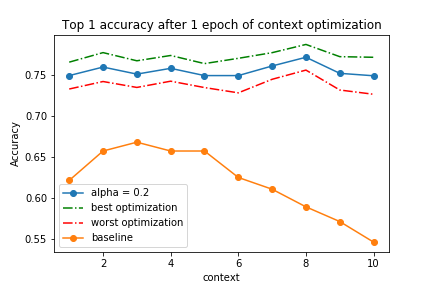 Top 1 accuracy after 1 epoch of context optimization
Accuracy
0.75
0.70
0.65
0.60
0.55
alpha = 0.2
best optimization
worst optimization
baseline
2 4 6 8 10
context